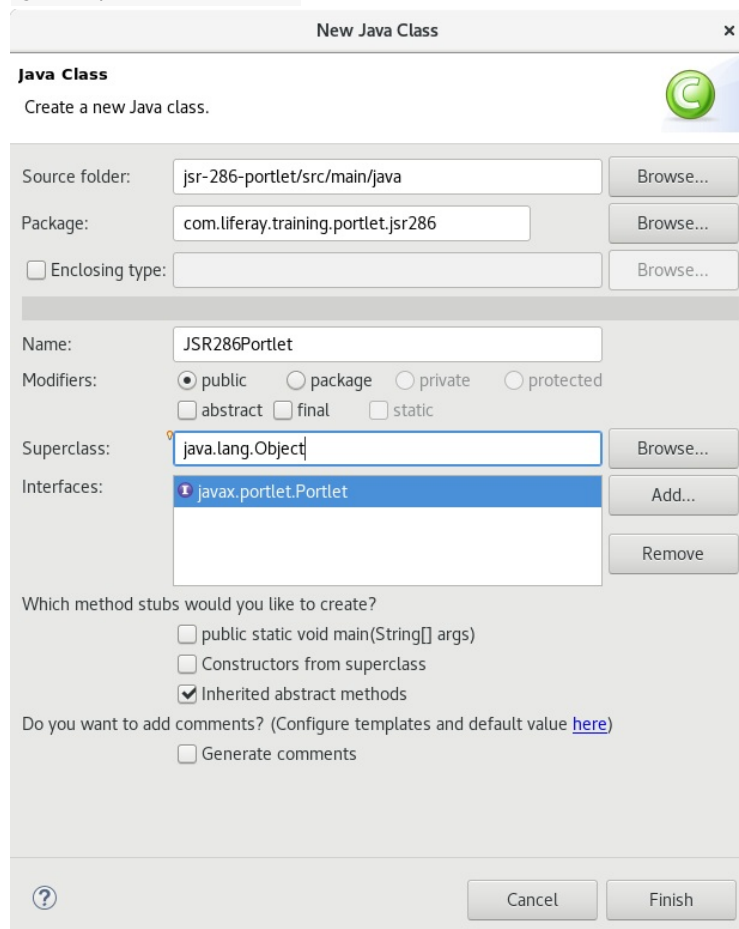 New Java Class
Java Class
Create a new Java class.
Source folder: jsr-286-portlet/src/main/java Browse...
Package: com.liferay.training.portlet.jsr286 Browse...
Enclosing type: Browse...
Name: JSR286Portlet
Modifiers: public package private protected
abstract final static
Superclass: java.lang.Object Browse...
Interfaces: javax.portlet.Portlet Add...
Remove
Which method stubs would you like to create?
public static void main(String[] args)
Constructors from superclass
Inherited abstract methods
Do you want to add comments? (Configure templates and default value here)
Generate comments
Cancel Finish